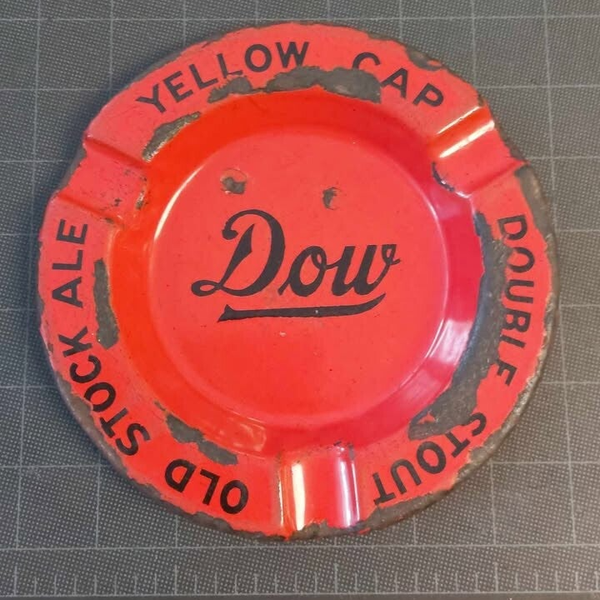 YELLOW CAP
DOUBLE STOUT
OLD STOCK ALE
Dow